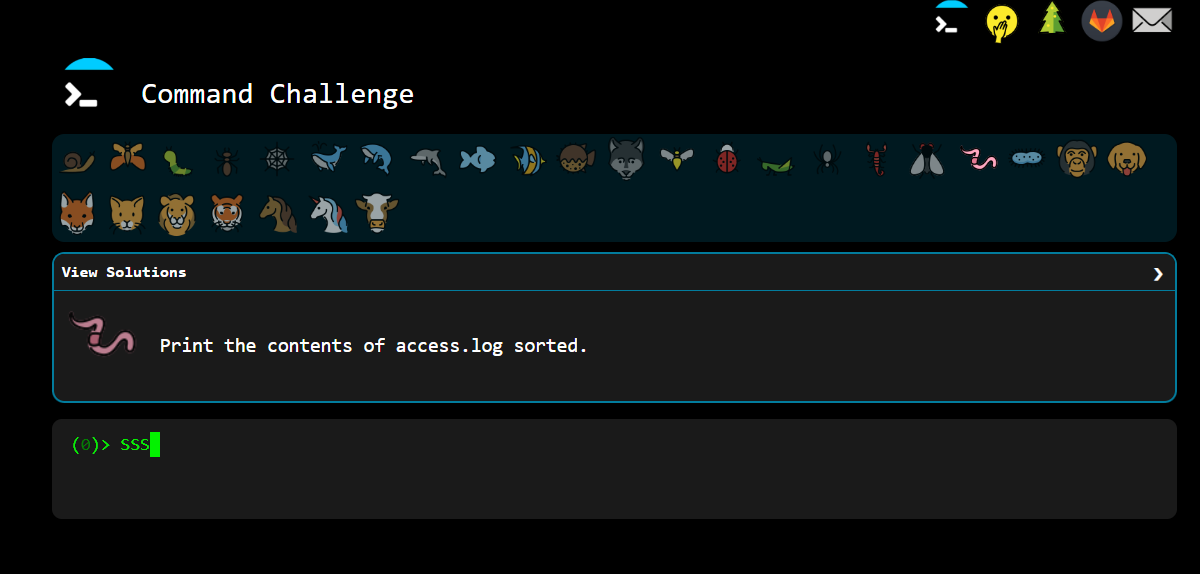 Command Challenge
View Solutions
Print the contents of access.log sorted.
(0)> SSS